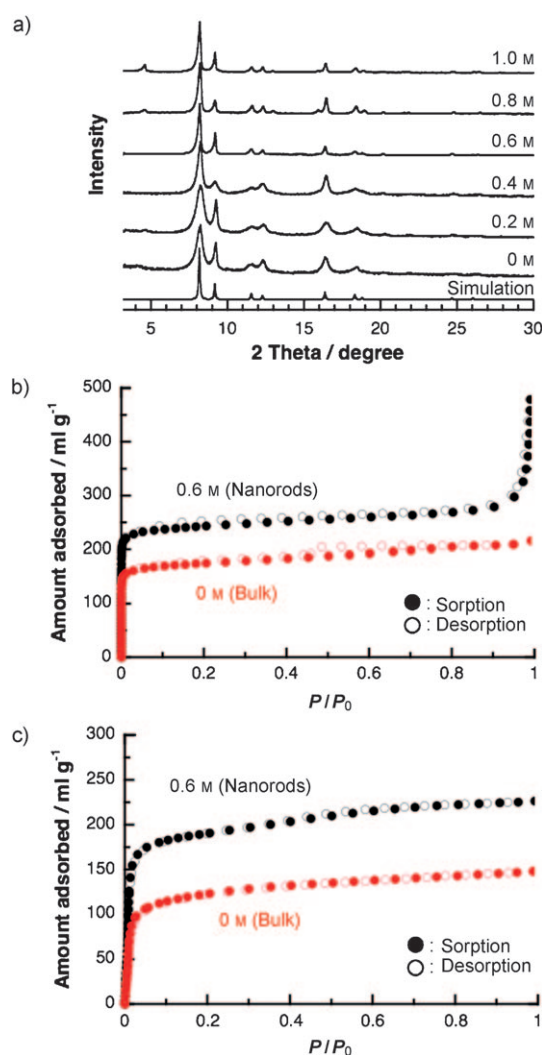 a)
1.0 M
0.8 M
0.6 M
0.4 M
0.2 M
0 M
Simulation
Intensity
5 10 15 20 25 30
2 Theta / degree
b)
500
400
300
200
100
0
Amount adsorbed / ml g⁻¹
0.6 M (Nanorods)
0 M (Bulk)
● : Sorption
○ : Desorption
0 0.2 0.4 0.6 0.8 1
P / P₀
c)
300
250
200
150
100
50
0
Amount adsorbed / ml g⁻¹
0.6 M (Nanorods)
0 M (Bulk)
● : Sorption
○ : Desorption
0 0.2 0.4 0.6 0.8 1
P / P₀